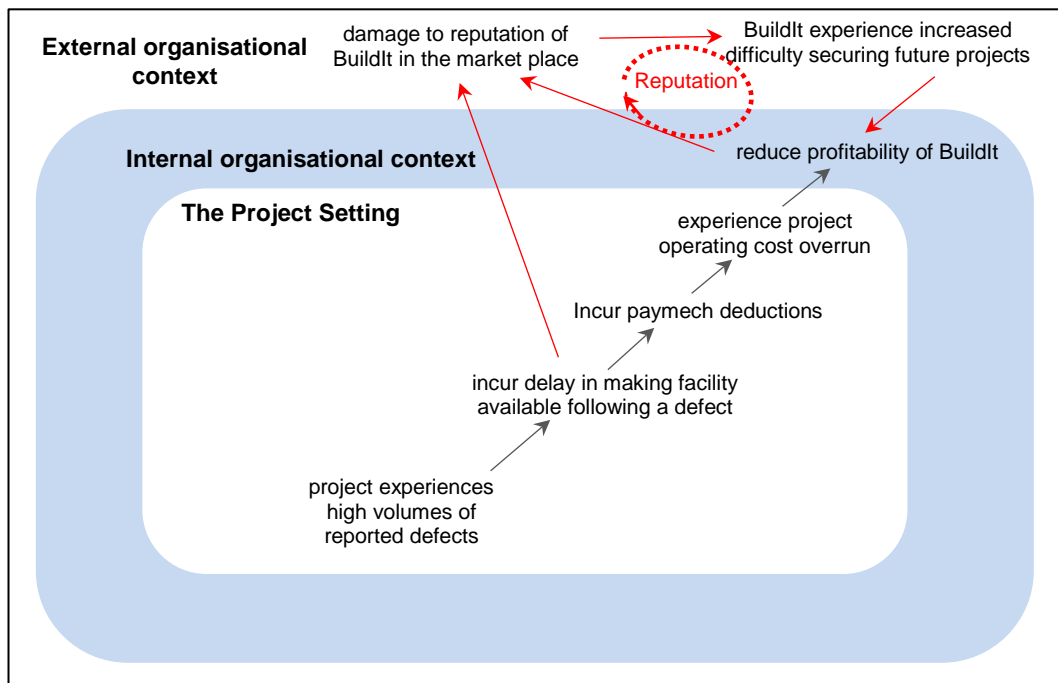 External organisational
context
damage to reputation of
BuildIt in the market place
BuildIt experience increased
difficulty securing future projects
Reputation
Internal organisational context
reduce profitability of BuildIt
The Project Setting
experience project
operating cost overrun
Incur paymech deductions
incur delay in making facility
available following a defect
project experiences
high volumes of
reported defects